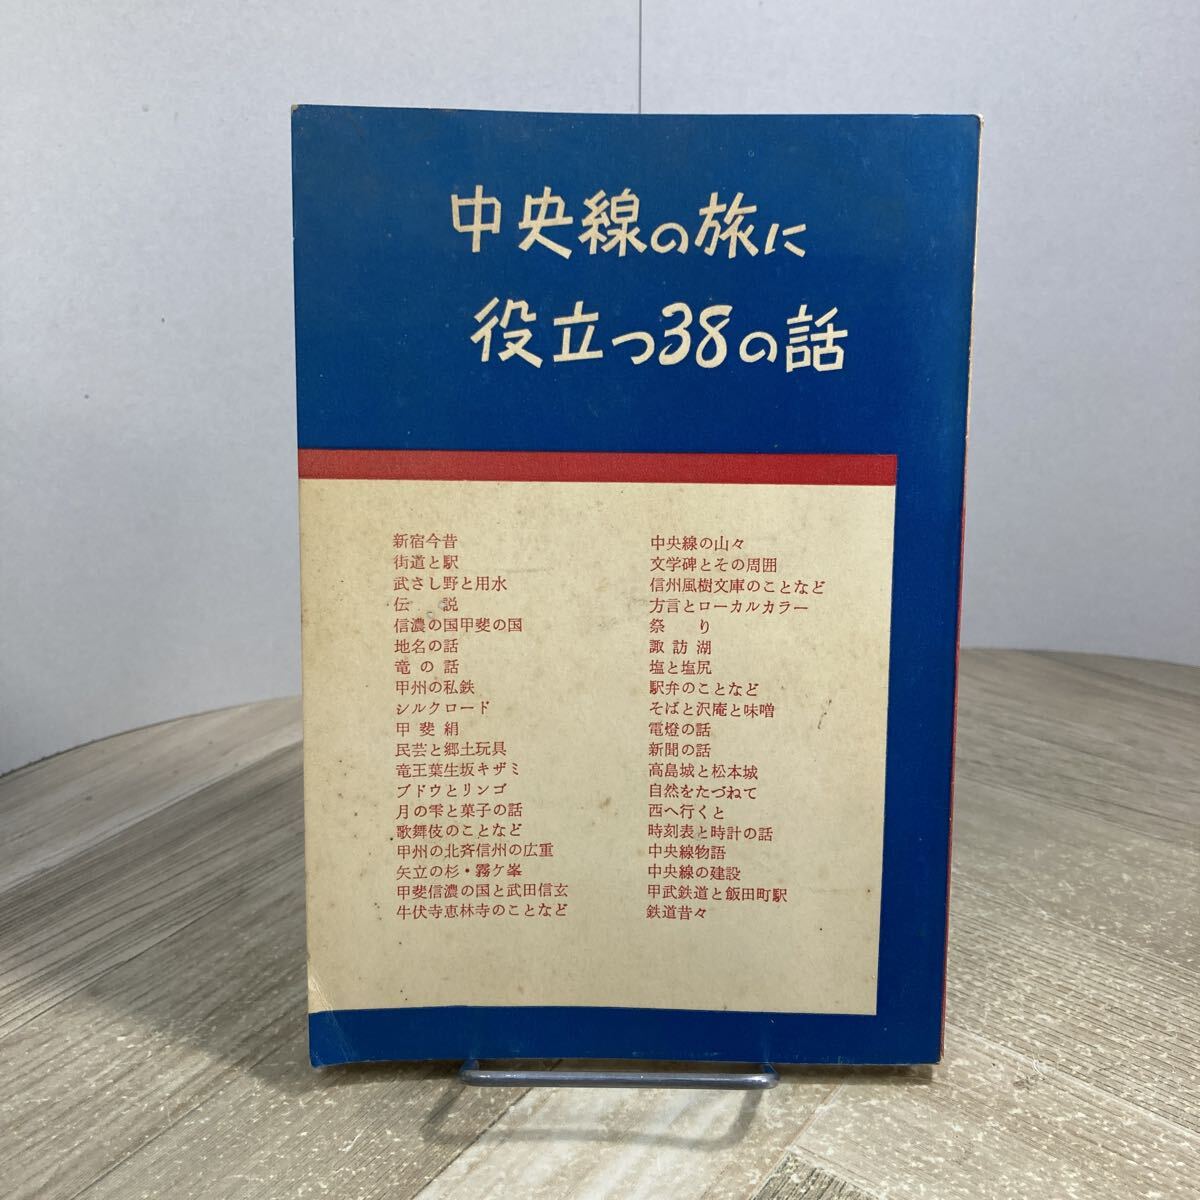 中央線の旅に
役立つ38の話
新宿今昔
街道と駅
武さし野と用水
伝説
信濃の国甲斐の国
地名の話
竜の話
甲州の私鉄
シルクロード
甲斐絹
民芸と郷土玩具
竜王葉生坂キザミ
ブドウとリンゴ
月の雫と菓子の話
歌舞伎のことなど
甲州の北斉信州の広重
矢立の杉・霧ケ峯
甲斐信濃の国と武田信玄
牛伏寺恵林寺のことなど
中央線の山々
文学碑とその周囲
信州風樹文庫のことなど
方言とローカルカラー
祭り
諏訪湖
塩と塩尻
駅弁のことなど
そばと沢庵と味噌
電燈の話
新聞の話
高島城と松本城
自然をたづねて
西へ行くと
時刻表と時計の話
中央線物語
中央線の建設
甲武鉄道と飯田町駅
鉄道昔々